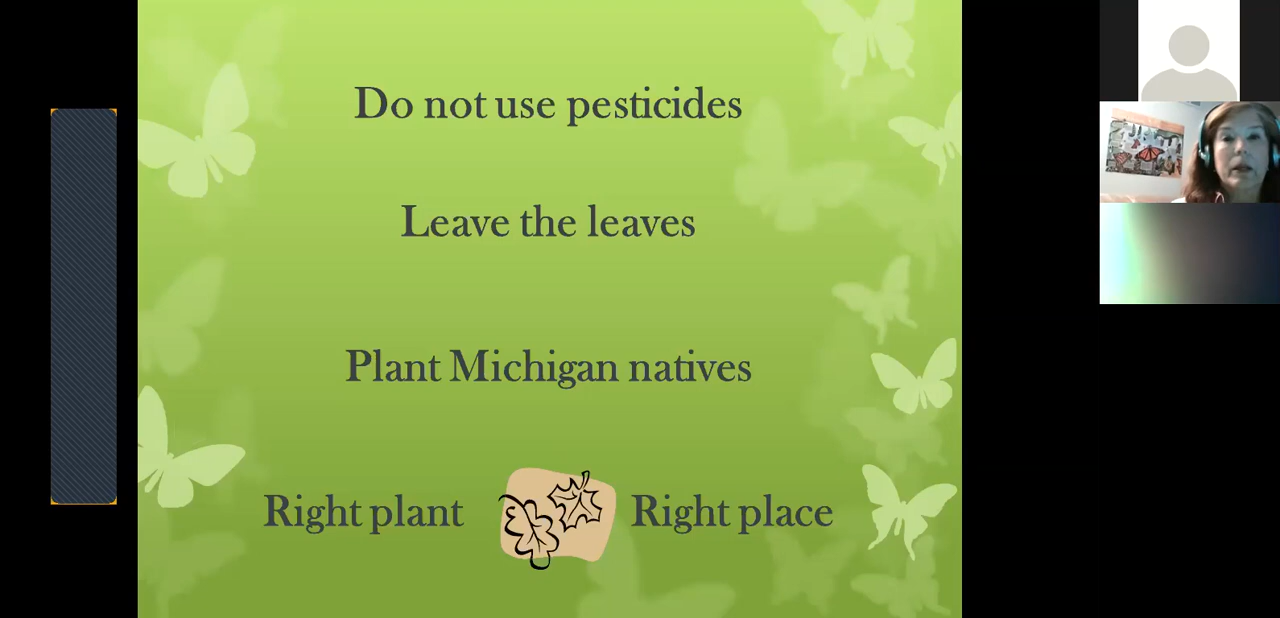 Do not use pesticides
Leave the leaves
Plant Michigan natives
Right plant Right place